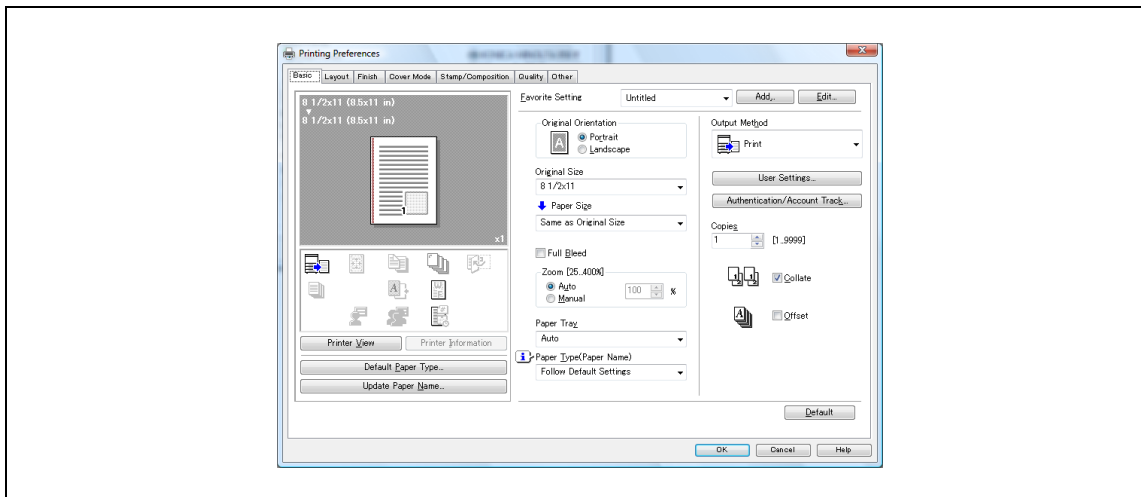 Printing Preferences
Basic Layout Finish Cover Mode Stamp/Composition Quality Other
8 1/2x11 (8.5x11 in)
8 1/2x11 (8.5x11 in)
1
x1
Printer View Printer Information
Default Paper Type...
Update Paper Name...
Favorite Setting Untitled Add... Edit...
Original Orientation
A
Portrait
Landscape
Original Size
8 1/2x11
Paper Size
Same as Original Size
Full Bleed
Zoom [25..400%]
Auto
Manual
100 %
Paper Tray
Auto
Paper Type(Paper Name)
Follow Default Settings
Output Method
Print
User Settings...
Authentication/Account Track...
Copies
1 [1..9999]
Collate
Offset
Default
OK Cancel Help